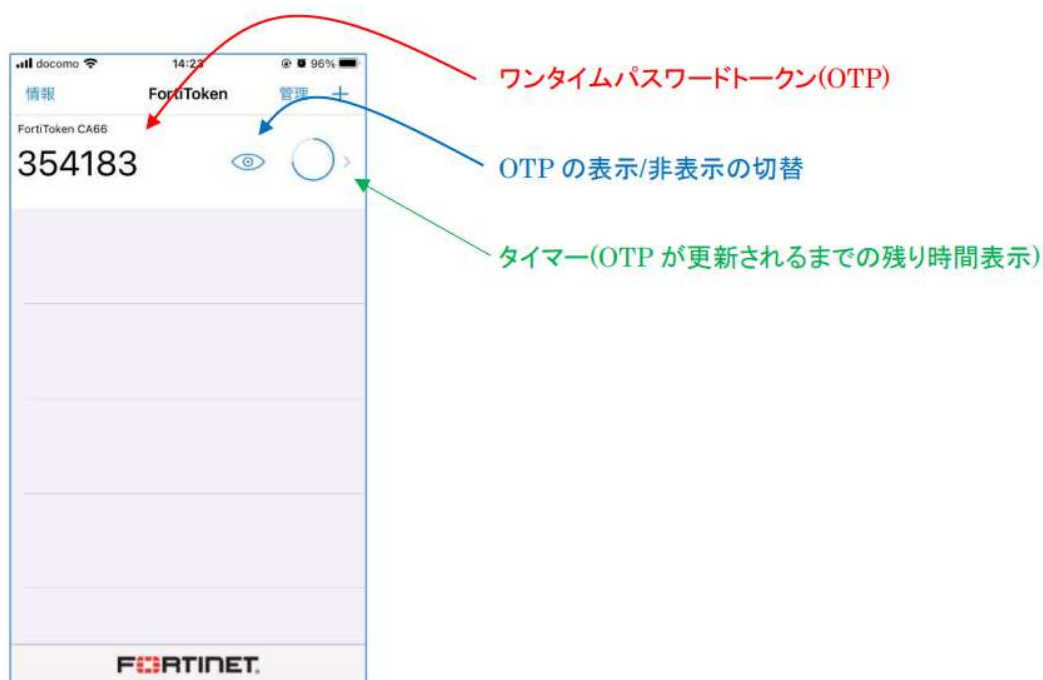 docomo 14:23 96%
情報 FortiToken 管理 +
FortiToken CA66
354183
ワンタイムパスワードトークン(OTP)
OTP の表示/非表示の切替
タイマー(OTP が更新されるまでの残り時間表示)
FORTINET